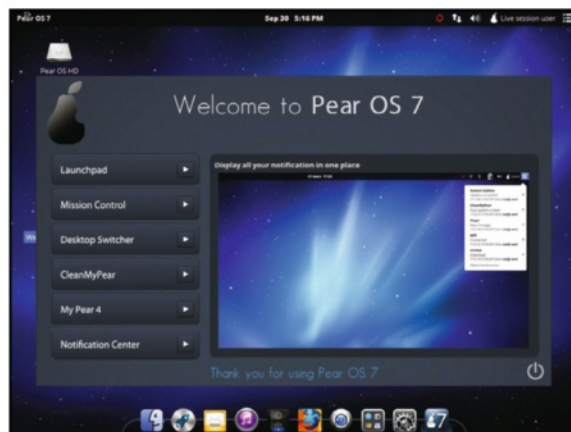 Pear OS 7
Sep 30 5:16 PM
Live session user
Pear OS HD
Welcome to Pear OS 7
Launchpad
Mission Control
Desktop Switcher
CleanMyPear
My Pear 4
Notification Center
Display all your notification in one place
Thank you for using Pear OS 7
7